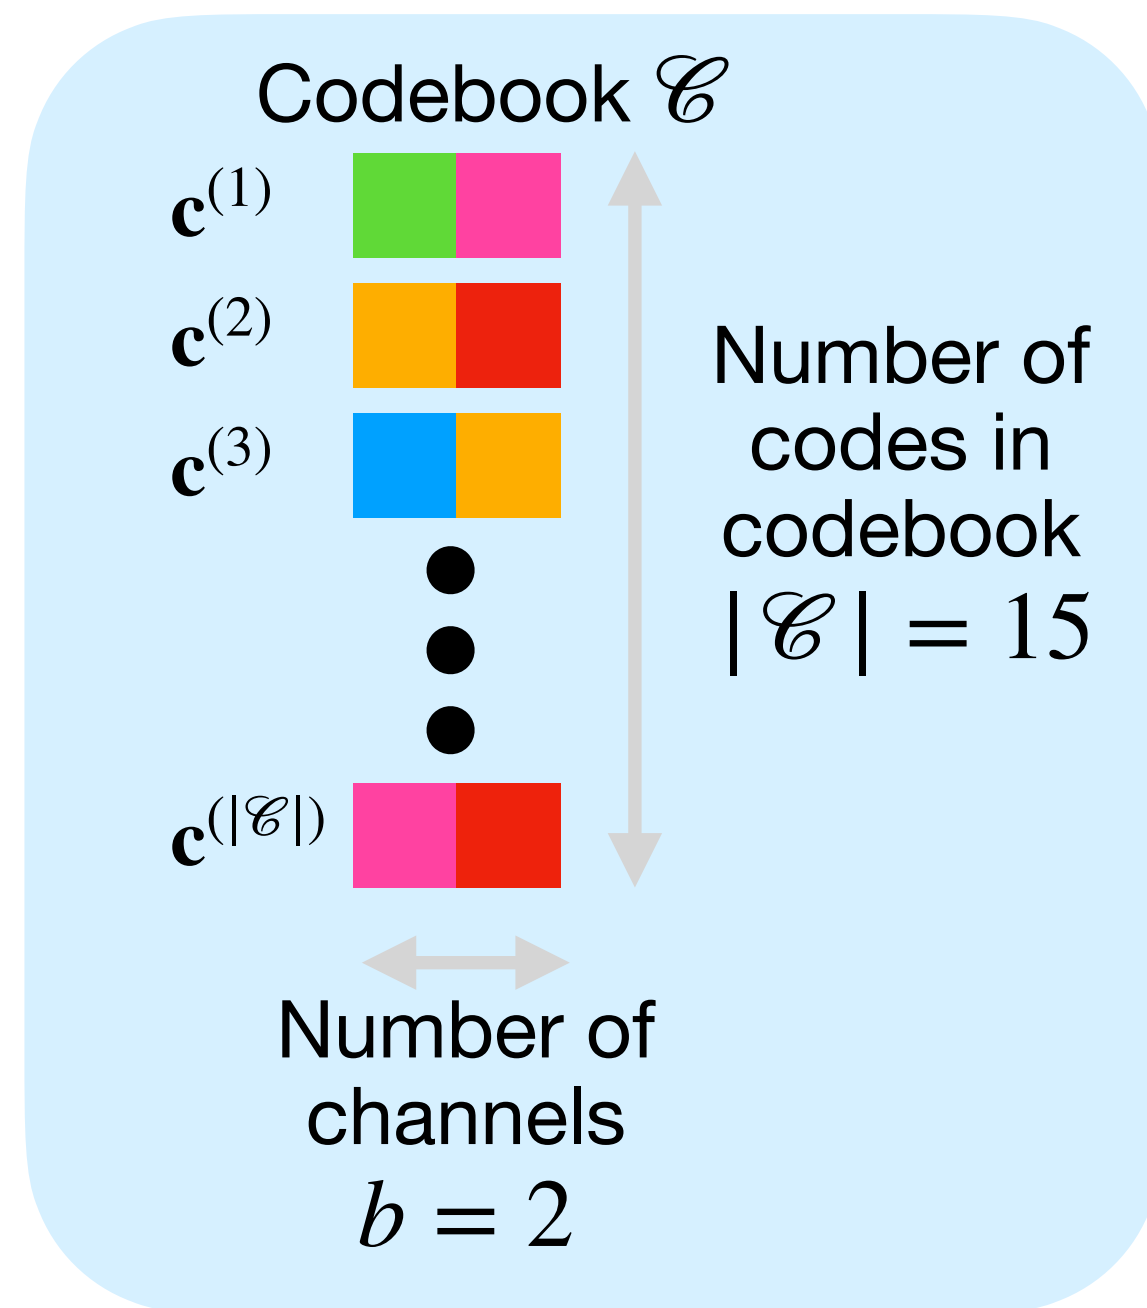 Codebook 𝒞
c⁽¹⁾
c⁽²⁾
c⁽³⁾
Number of
codes in
codebook
|𝒞| = 15
c⁽|𝒞|⁾
Number of
channels
b = 2